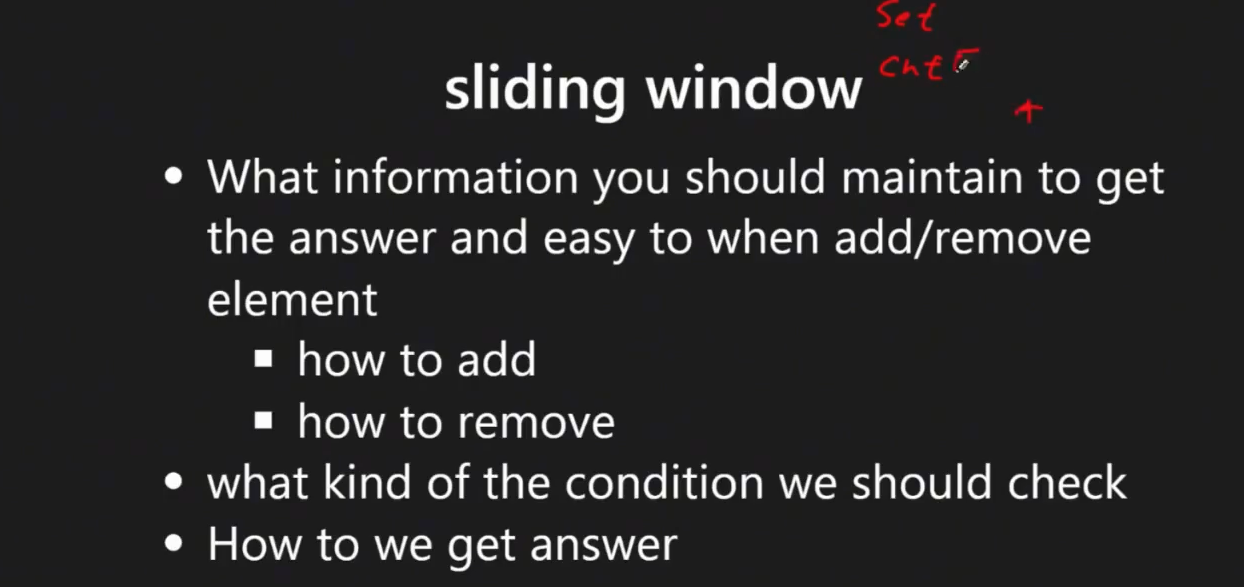 Set
cnt [
sliding window
+
• What information you should maintain to get
the answer and easy to when add/remove
element
▪ how to add
▪ how to remove
• what kind of the condition we should check
• How to we get answer